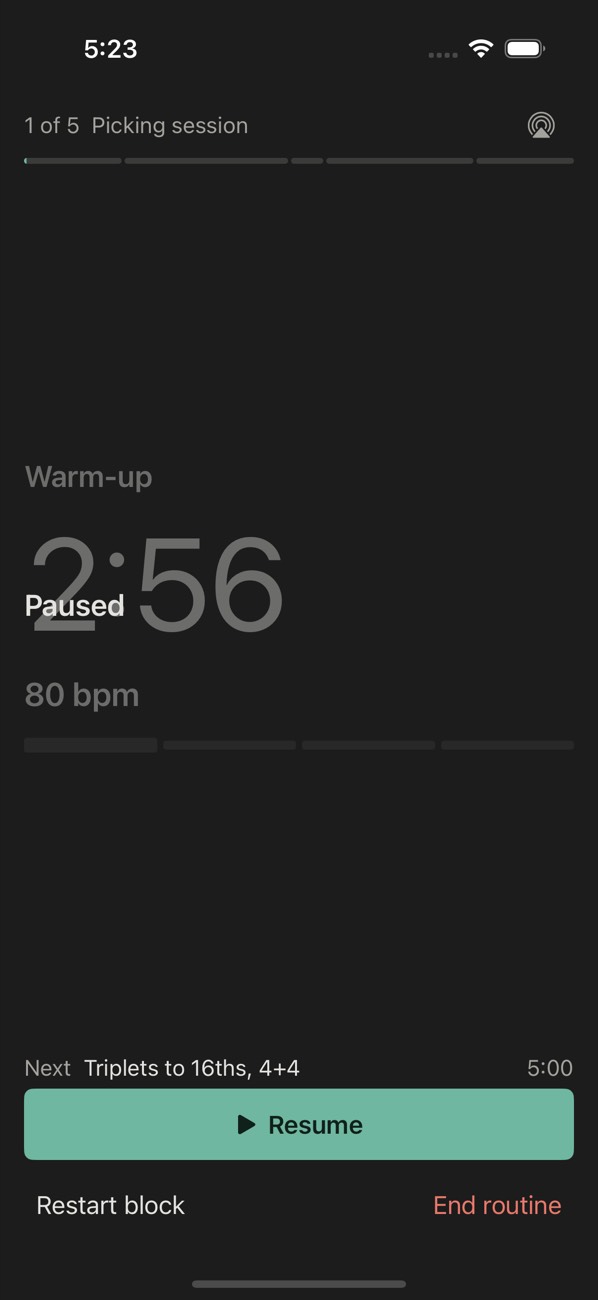 5:23
1 of 5 Picking session
Warm-up
2:56
Paused
80 bpm
Next Triplets to 16ths, 4+4 5:00
Resume
Restart block End routine